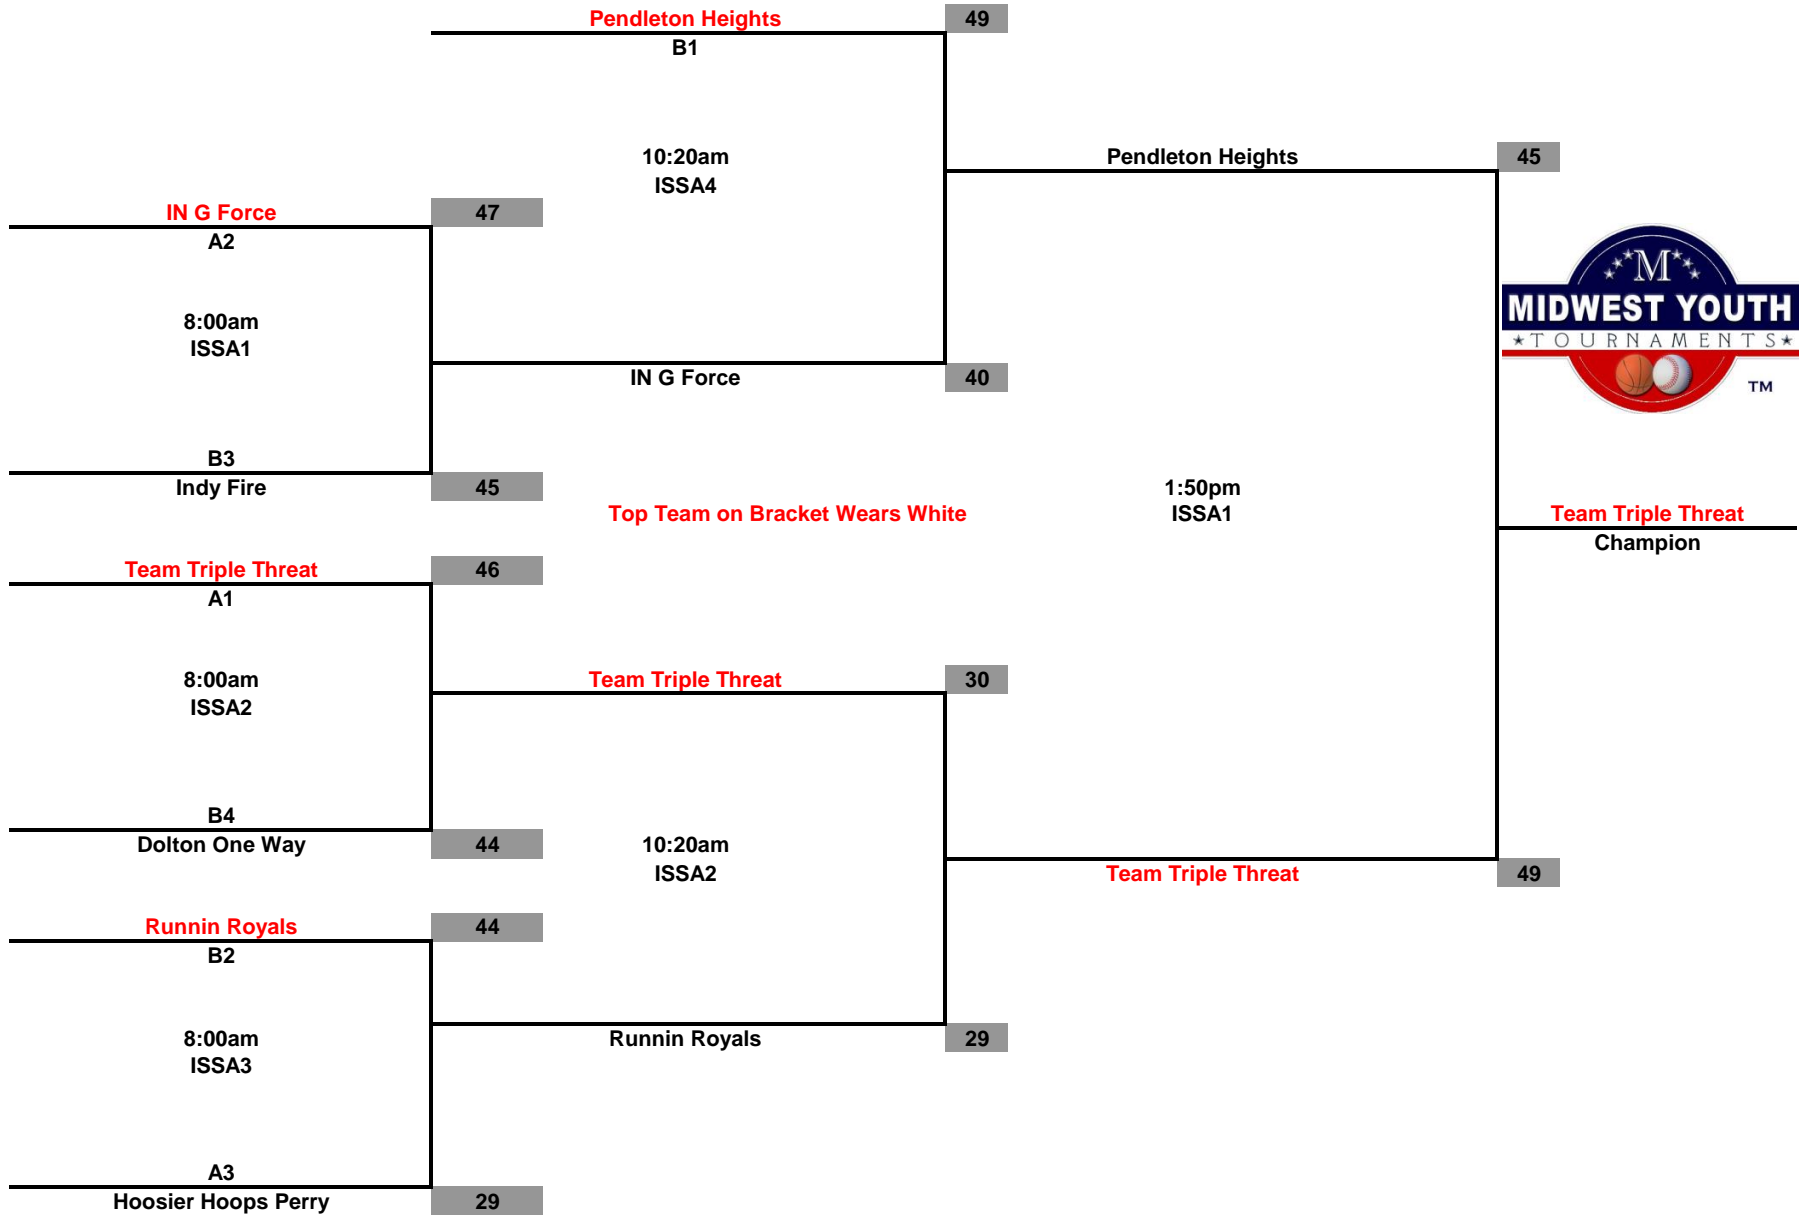 Pendleton Heights 49
B1
10:20am
ISSA4
Pendleton Heights 45
IN G Force 47
A2
8:00am
ISSA1
M
MIDWEST YOUTH
★TOURNAMENTS★
TM
IN G Force 40
B3
Indy Fire 45
1:50pm
ISSA1
Top Team on Bracket Wears White
Team Triple Threat
Champion
Team Triple Threat 46
A1
8:00am
ISSA2
Team Triple Threat 30
B4
Dolton One Way 44
10:20am
ISSA2
Team Triple Threat 49
Runnin Royals 44
B2
8:00am
ISSA3
Runnin Royals 29
A3
Hoosier Hoops Perry 29